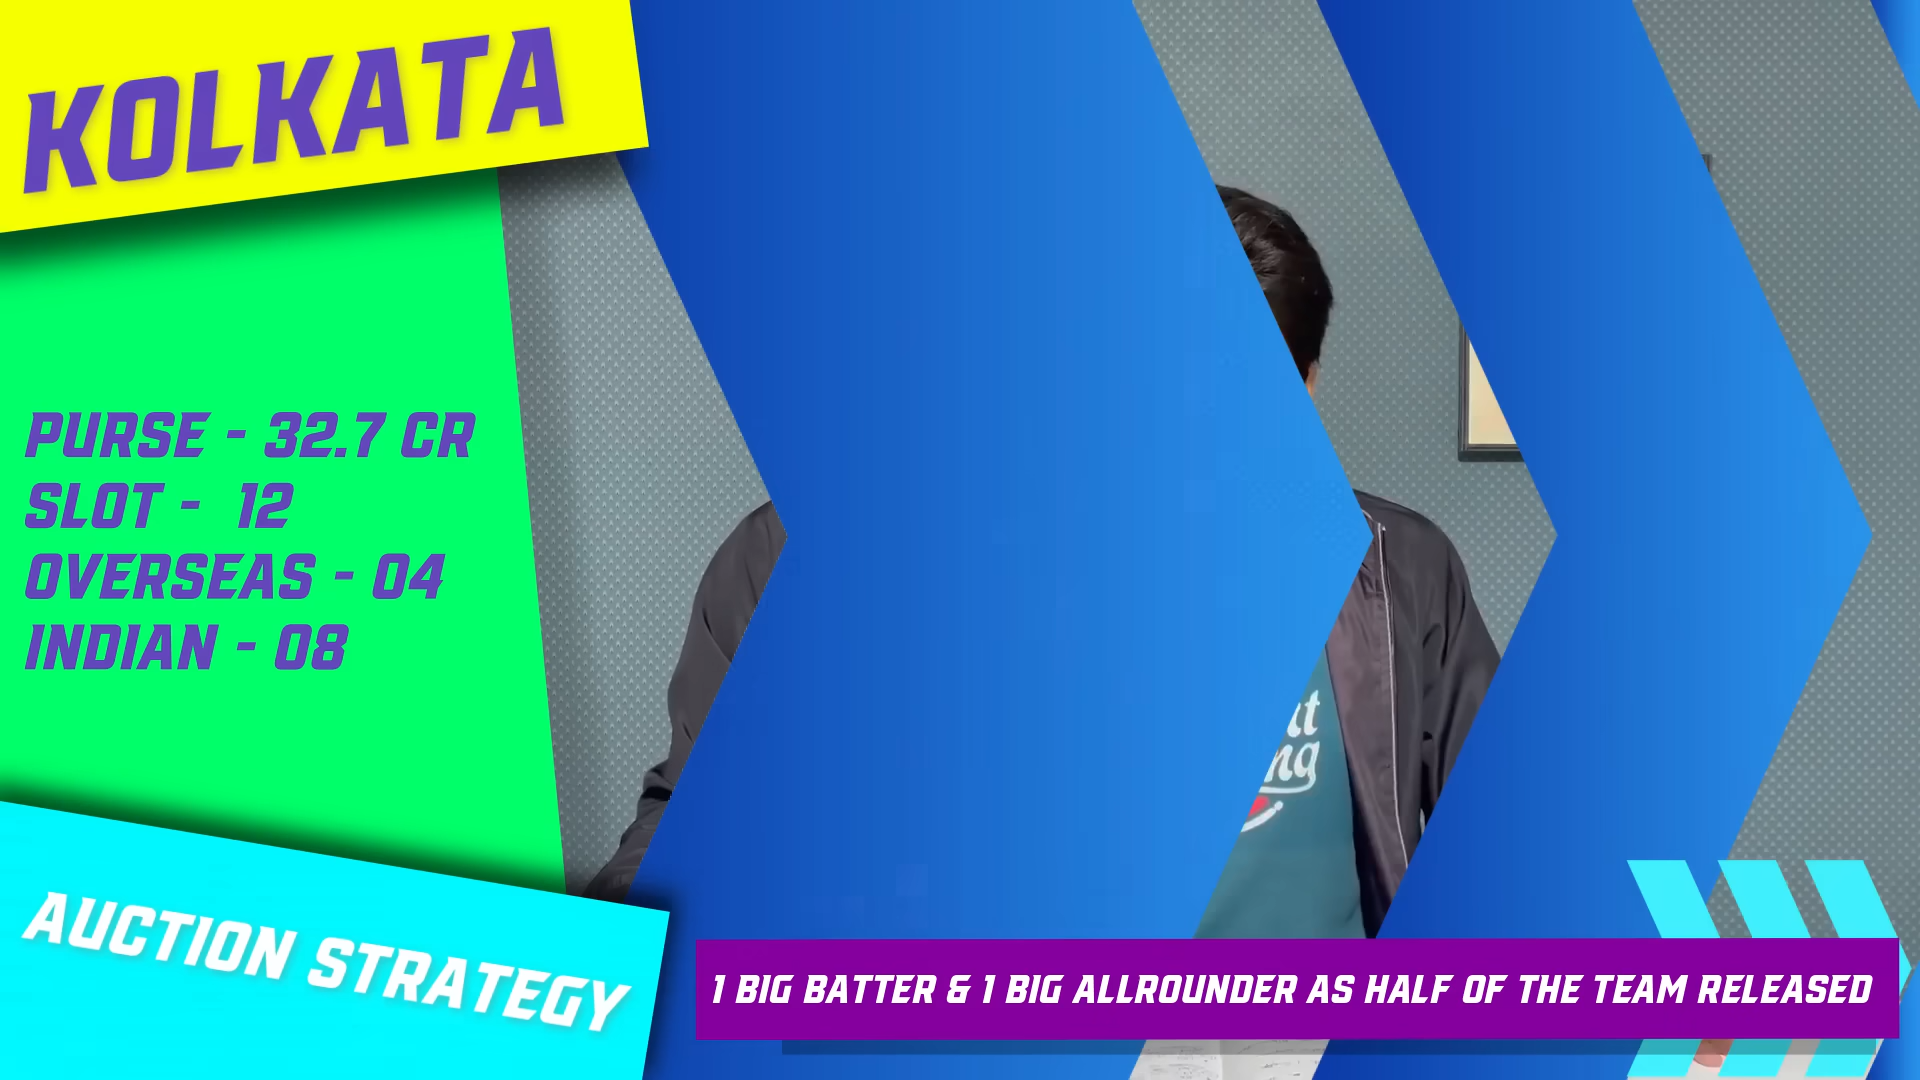 KOLKATA
PURSE - 32.7 CR
SLOT - 12
OVERSEAS - 04
INDIAN - 08
AUCTION STRATEGY
1 BIG BATTER & 1 BIG ALLROUNDER AS HALF OF THE TEAM RELEASED